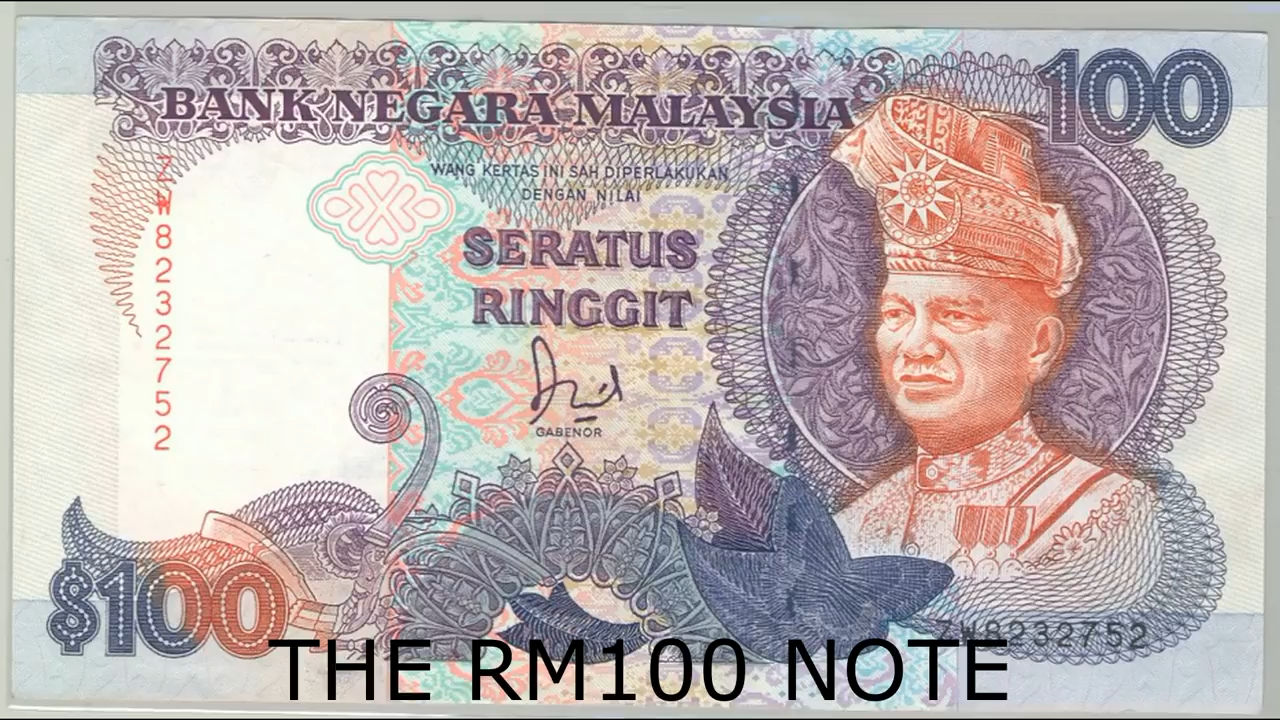 BANK NEGARA MALAYSIA
100
WANG KERTAS INI SAH DIPERLAKUKAN
DENGAN NILAI
ZW8232752
SERATUS
RINGGIT
GABENOR
$100
ZW8232752
THE RM100 NOTE